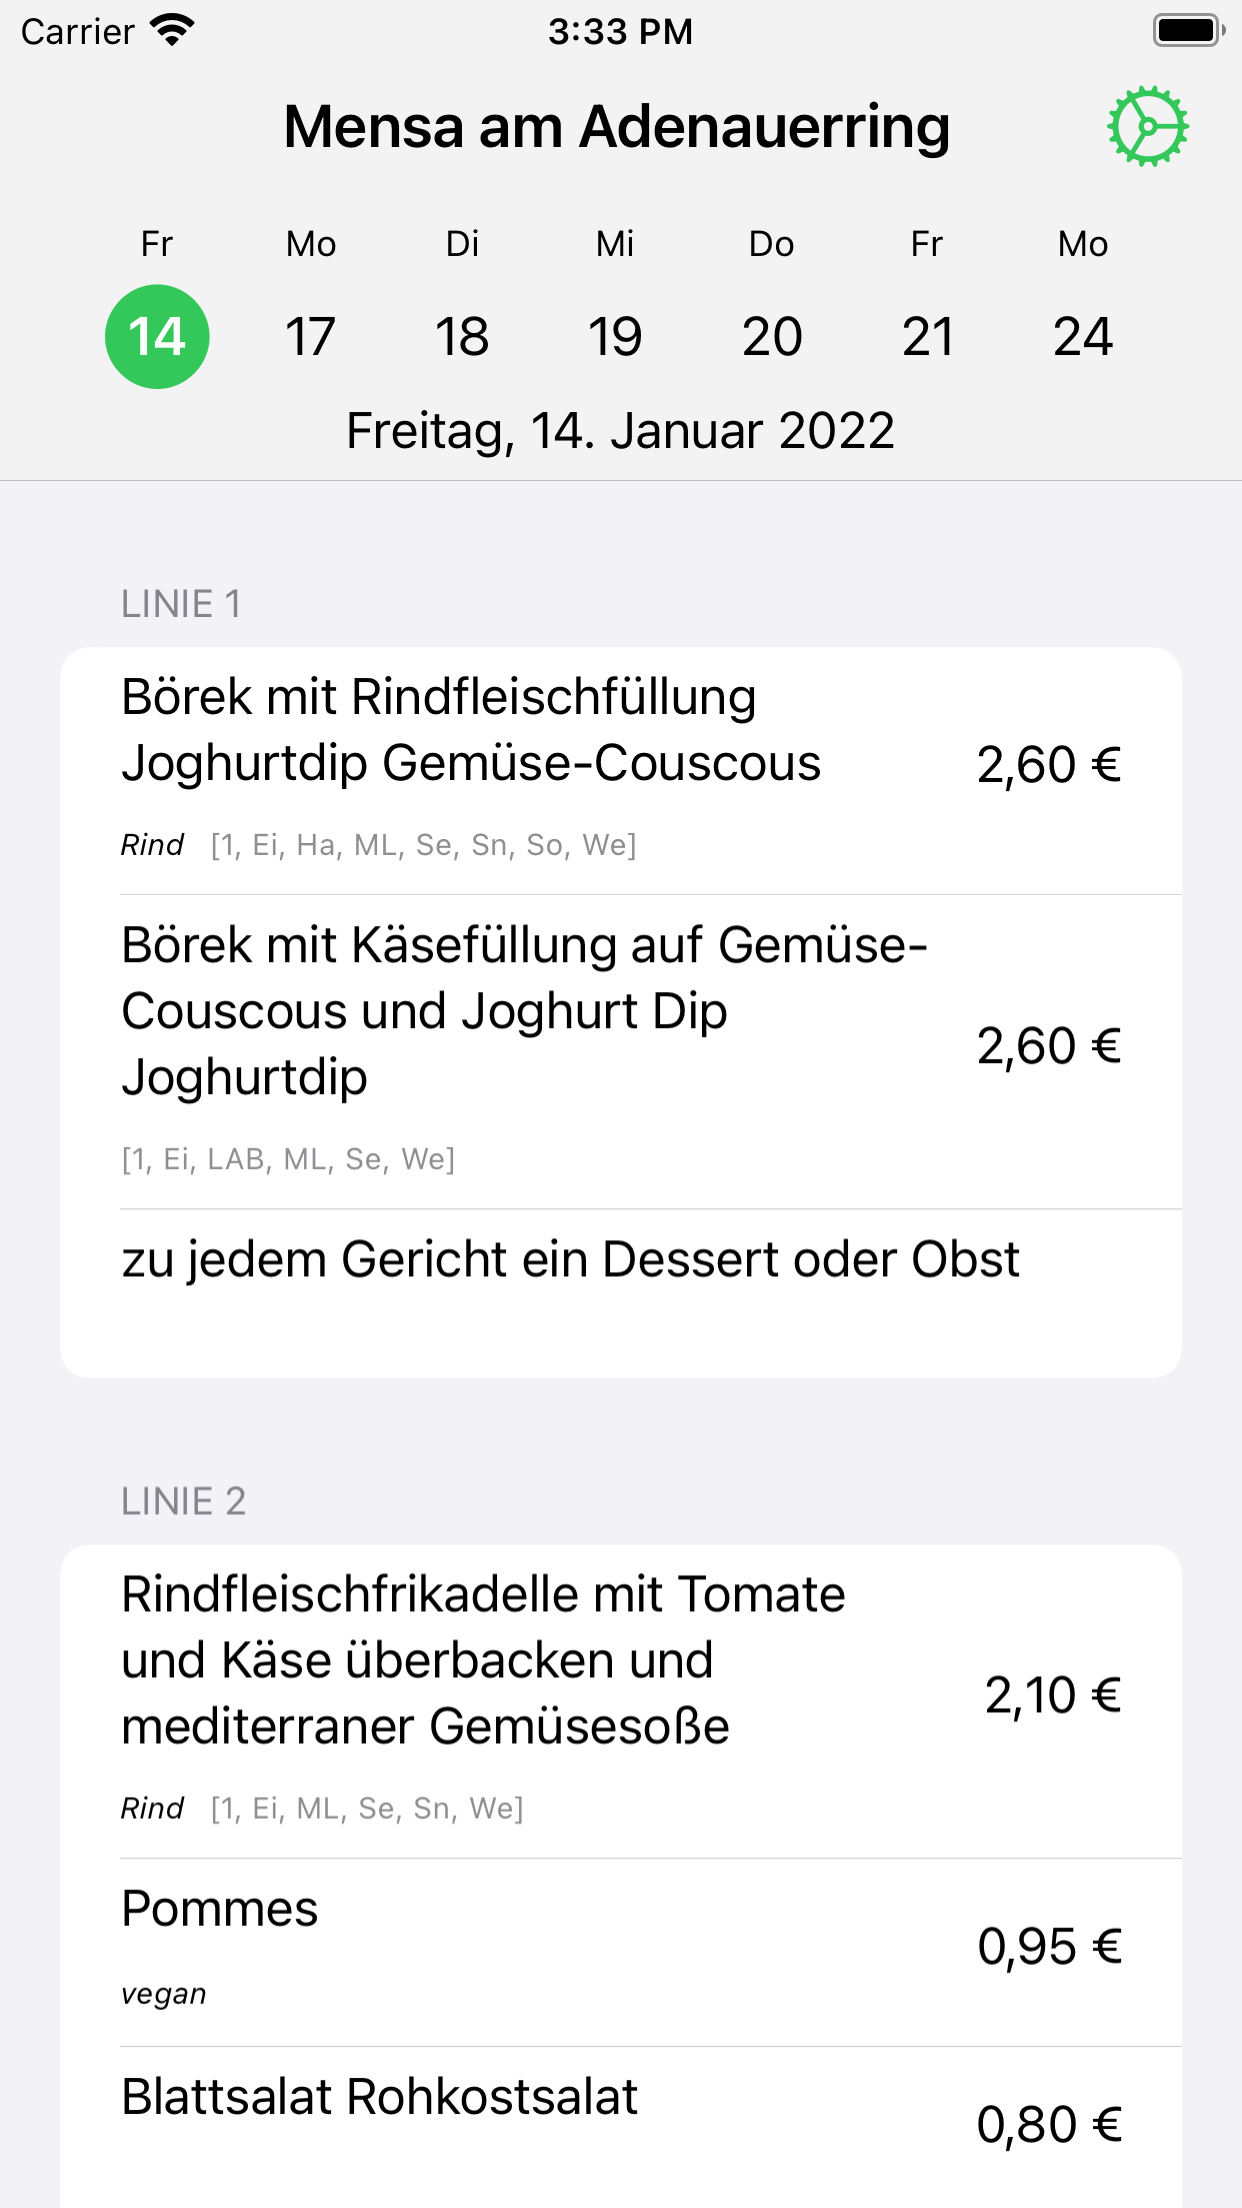 Carrier 3:33 PM
Mensa am Adenauerring
Fr Mo Di Mi Do Fr Mo
14 17 18 19 20 21 24
Freitag, 14. Januar 2022
LINIE 1
Börek mit Rindfleischfüllung
Joghurtdip Gemüse-Couscous
2,60 €
Rind [1, Ei, Ha, ML, Se, Sn, So, We]
Börek mit Käsefüllung auf Gemüse-
Couscous und Joghurt Dip
Joghurtdip
2,60 €
[1, Ei, LAB, ML, Se, We]
zu jedem Gericht ein Dessert oder Obst
LINIE 2
Rindfleischfrikadelle mit Tomate
und Käse überbacken und
mediterraner Gemüsesoße
2,10 €
Rind [1, Ei, ML, Se, Sn, We]
Pommes
0,95 €
vegan
Blattsalat Rohkostsalat
0,80 €